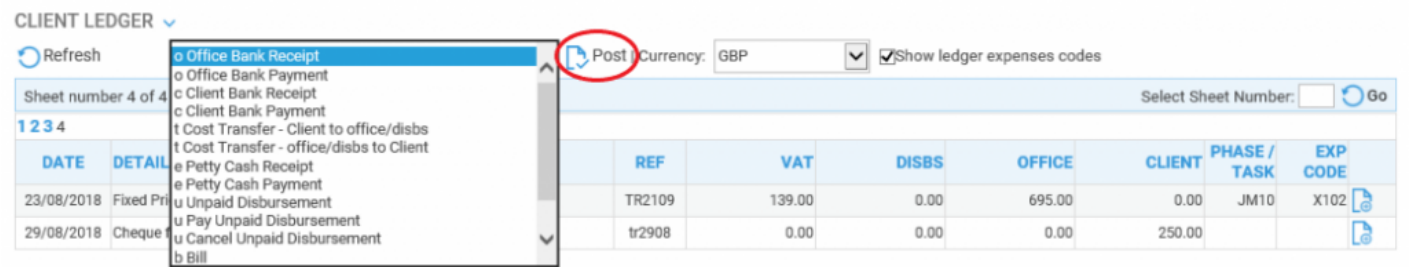 CLIENT LEDGER
Refresh
o Office Bank Receipt
o Office Bank Payment
c Client Bank Receipt
c Client Bank Payment
t Cost Transfer - Client to office/disbs
t Cost Transfer - office/disbs to Client
e Petty Cash Receipt
e Petty Cash Payment
u Unpaid Disbursement
u Pay Unpaid Disbursement
u Cancel Unpaid Disbursement
b Bill
Post | Currency: GBP Show ledger expenses codes
Sheet number 4 of 4 Select Sheet Number: Go
1 2 3 4
DATE DETAIL REF VAT DISBS OFFICE CLIENT PHASE / TASK EXP CODE
23/08/2018 Fixed Pri TR2109 139.00 0.00 695.00 0.00 JM10 X102
29/08/2018 Cheque tr2908 0.00 0.00 0.00 250.00